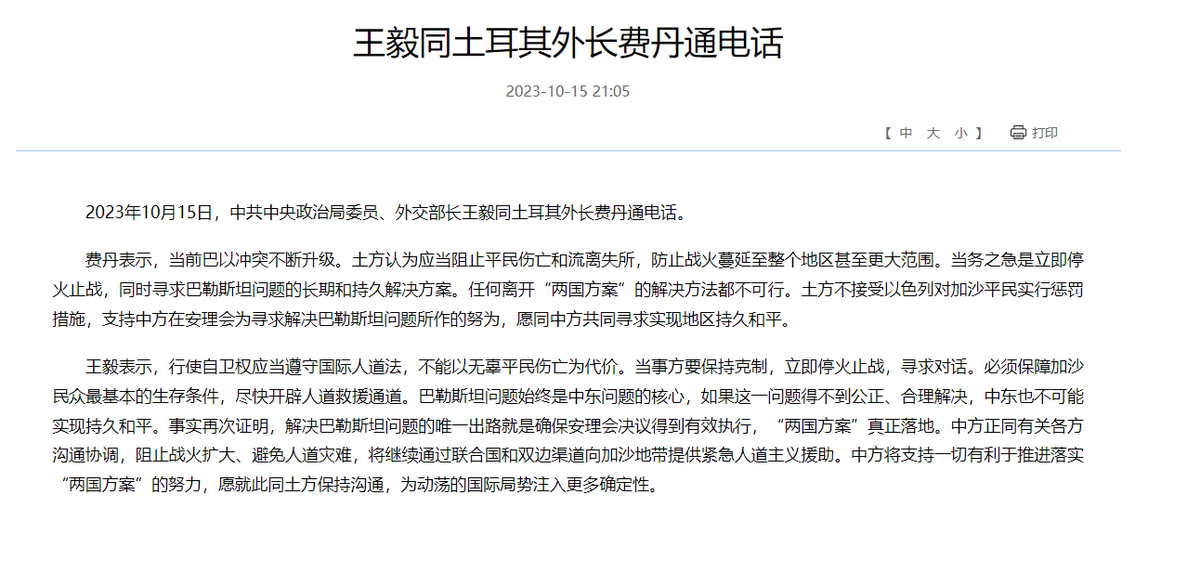 王毅同土耳其外长费丹通电话
2023-10-15 21:05
【 中 大 小 】 打印
2023年10月15日，中共中央政治局委员、外交部长王毅同土耳其外长费丹通电话。
费丹表示，当前巴以冲突不断升级。土方认为应当阻止平民伤亡和流离失所，防止战火蔓延至整个地区甚至更大范围。当务之急是立即停
火止战，同时寻求巴勒斯坦问题的长期和持久解决方案。任何离开“两国方案”的解决方法都不可行。土方不接受以色列对加沙平民实行惩罚
措施，支持中方在安理会为寻求解决巴勒斯坦问题所作的努为，愿同中方共同寻求实现地区持久和平。
王毅表示，行使自卫权应当遵守国际人道法，不能以无辜平民伤亡为代价。当事方要保持克制，立即停火止战，寻求对话。必须保障加沙
民众最基本的生存条件，尽快开辟人道救援通道。巴勒斯坦问题始终是中东问题的核心，如果这一问题得不到公正、合理解决，中东也不可能
实现持久和平。事实再次证明，解决巴勒斯坦问题的唯一出路就是确保安理会决议得到有效执行，“两国方案”真正落地。中方正同有关各方
沟通协调，阻止战火扩大、避免人道灾难，将继续通过联合国和双边渠道向加沙地带提供紧急人道主义援助。中方将支持一切有利于推进落实
“两国方案”的努力，愿就此同土方保持沟通，为动荡的国际局势注入更多确定性。